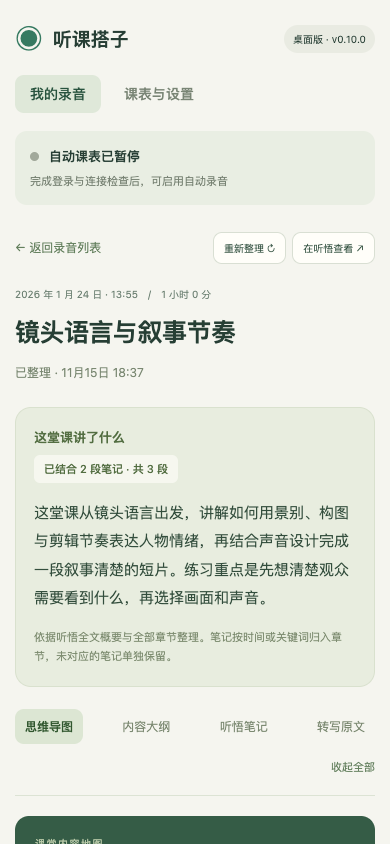 听课搭子
桌面版 · v0.10.0
我的录音 课表与设置
自动课表已暂停
完成登录与连接检查后，可启用自动录音
← 返回录音列表
重新整理 ↻
在听悟查看 ↗
2026 年 1 月 24 日 · 13:55 / 1 小时 0 分
镜头语言与叙事节奏
已整理 · 11月15日 18:37
这堂课讲了什么
已结合 2 段笔记 · 共 3 段
这堂课从镜头语言出发，讲解如何用景别、构图
与剪辑节奏表达人物情绪，再结合声音设计完成
一段叙事清楚的短片。练习重点是先想清楚观众
需要看到什么，再选择画面和声音。
依据听悟全文概要与全部章节整理。笔记按时间或关键词归入章
节，未对应的笔记单独保留。
思维导图 内容大纲 听悟笔记 转写原文
收起全部
课堂内容地图